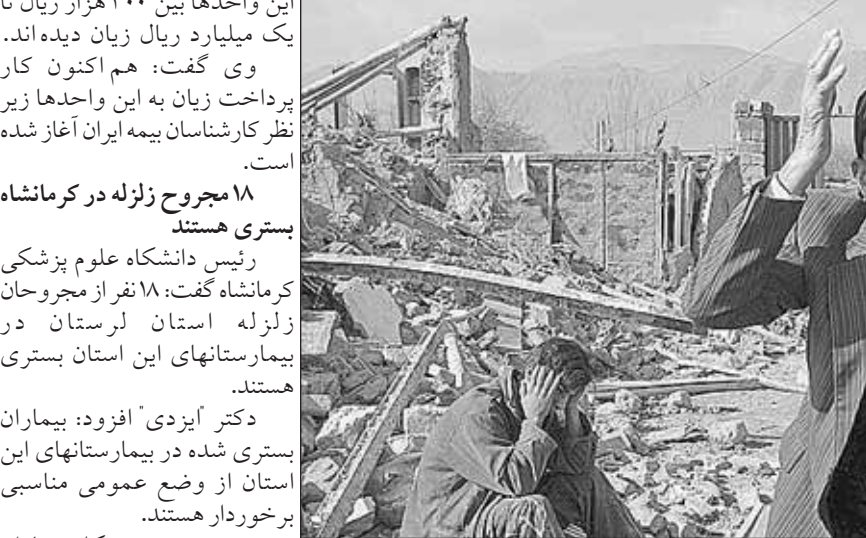 این واحدها بین ۳۰۰ هزار ریال تا
یک میلیارد ریال زیان دیده‌اند.
وی گفت: هم‌اکنون کار
پرداخت زیان به این واحدها زیر
نظر کارشناسان بیمه ایران آغاز شده
است.
۱۸ مجروح زلزله در کرمانشاه
بستری هستند
رئیس دانشگاه علوم پزشکی
کرمانشاه گفت: ۱۸ نفر از مجروحان
زلزله استان لرستان در
بیمارستانهای این استان بستری
هستند.
دکتر "ایزدی" افزود: بیماران
بستری شده در بیمارستانهای این
استان از وضع عمومی مناسبی
برخوردار هستند.